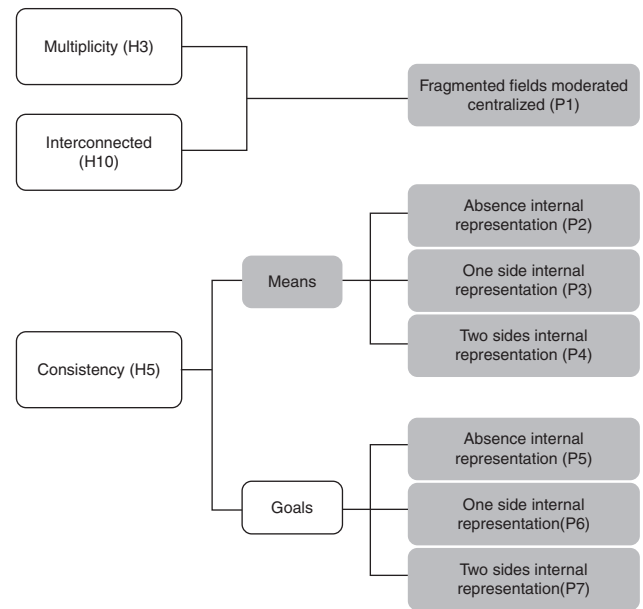 Multiplicity (H3)
Interconnected
(H10)
Fragmented fields moderated
centralized (P1)
Consistency (H5)
Means
Absence internal
representation (P2)
One side internal
representation (P3)
Two sides internal
representation (P4)
Goals
Absence internal
representation (P5)
One side internal
representation(P6)
Two sides internal
representation(P7)